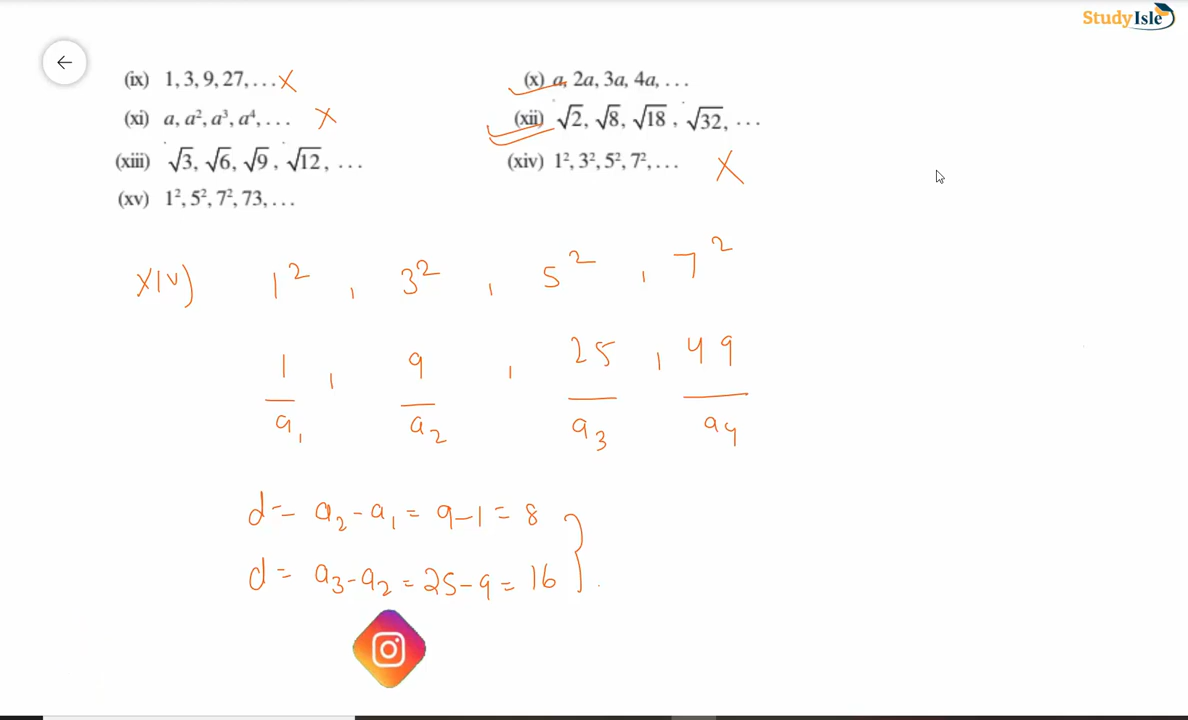 StudyIsle
(ix) 1, 3, 9, 27, . . . X
(x) a, 2a, 3a, 4a, . . .
(xi) a, a², a³, a⁴, . . . X
(xii) √2, √8, √18 , √32, . . .
(xiii) √3, √6, √9 , √12, . . .
(xiv) 1², 3², 5², 7², . . . X
(xv) 1², 5², 7², 73, . . .
XIV) 1² , 3² , 5² , 7²
1 , 9 , 25 , 49
a₁ a₂ a₃ a₄
d = a₂ - a₁ = 9 - 1 = 8
d = a₃ - a₂ = 25 - 9 = 16